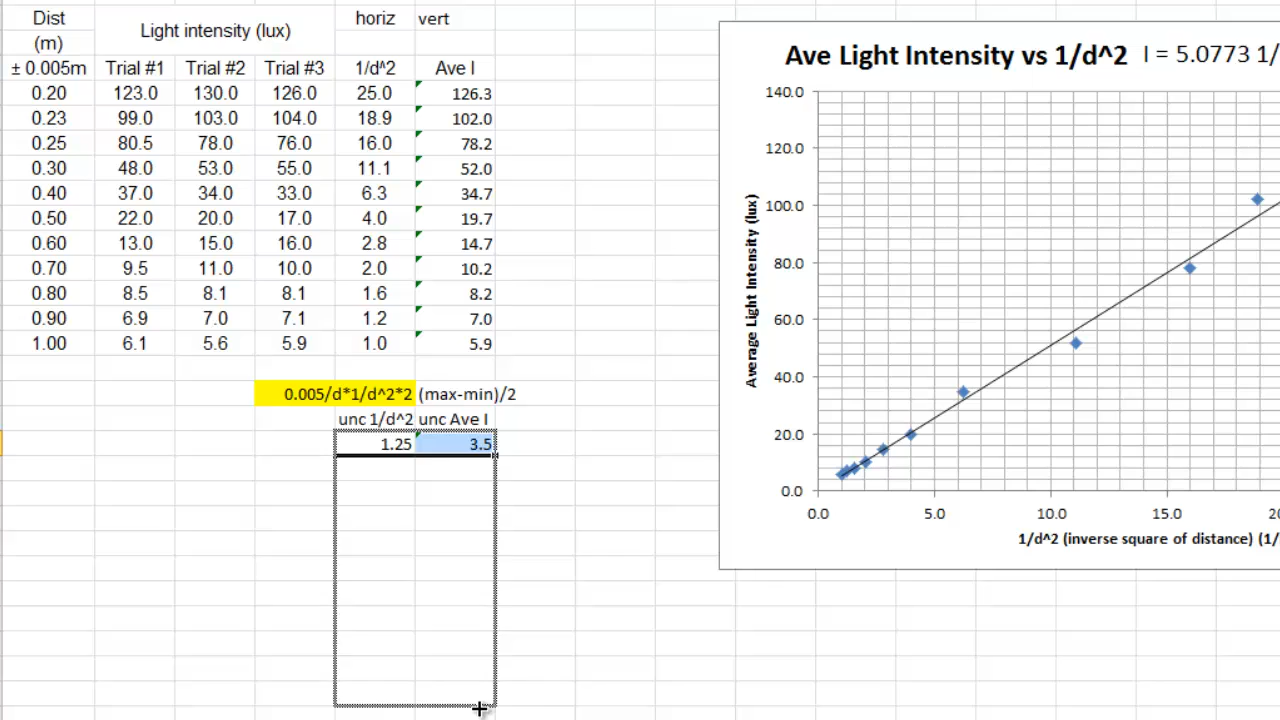 Dist
(m)
± 0.005m
Light intensity (lux)
horiz vert
Trial #1 Trial #2 Trial #3 1/d^2 Ave I
0.20 123.0 130.0 126.0 25.0 126.3
0.23 99.0 103.0 104.0 18.9 102.0
0.25 80.5 78.0 76.0 16.0 78.2
0.30 48.0 53.0 55.0 11.1 52.0
0.40 37.0 34.0 33.0 6.3 34.7
0.50 22.0 20.0 17.0 4.0 19.7
0.60 13.0 15.0 16.0 2.8 14.7
0.70 9.5 11.0 10.0 2.0 10.2
0.80 8.5 8.1 8.1 1.6 8.2
0.90 6.9 7.0 7.1 1.2 7.0
1.00 6.1 5.6 5.9 1.0 5.9
0.005/d*1/d^2*2 (max-min)/2
unc 1/d^2 unc Ave I
1.25 3.5
Ave Light Intensity vs 1/d^2 I = 5.0773 1/
Average Light Intensity (lux)
140.0
120.0
100.0
80.0
60.0
40.0
20.0
0.0
0.0 5.0 10.0 15.0 20
1/d^2 (inverse square of distance) (1/